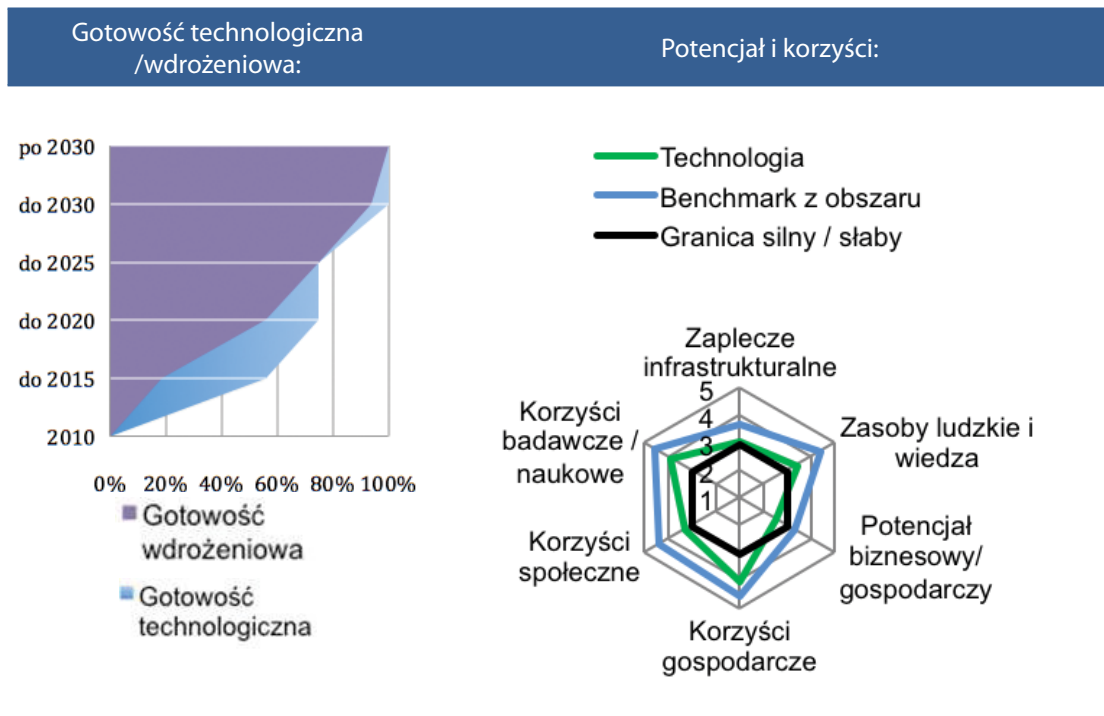 Gotowość technologiczna
/wdrożeniowa:
Potencjał i korzyści:
po 2030
do 2030
do 2025
do 2020
do 2015
2010
0% 20% 40% 60% 80% 100%
Gotowość
wdrożeniowa
Gotowość
technologiczna
Technologia
Benchmark z obszaru
Granica silny / słaby
Zaplecze
infrastrukturalne
5
4
3
2
1
Zasoby ludzkie i
wiedza
Potencjał
biznesowy/
gospodarczy
Korzyści
gospodarcze
Korzyści
społeczne
Korzyści
badawcze /
naukowe